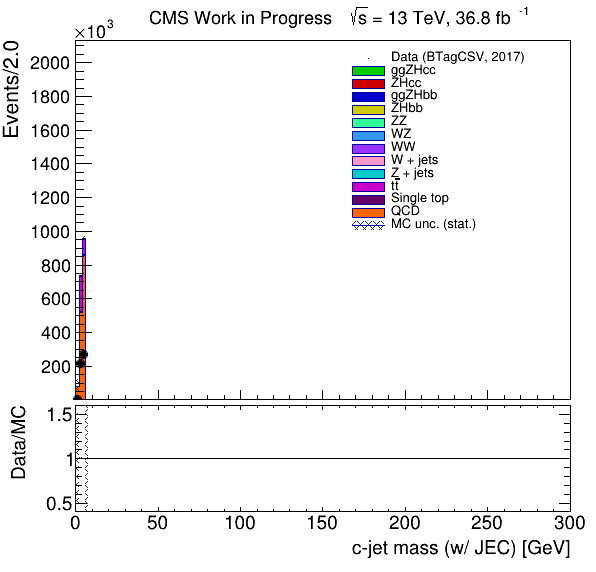 CMS Work in Progress √s = 13 TeV, 36.8 fb⁻¹
×10³
Events/2.0
2000
1800
1600
1400
1200
1000
800
600
400
200
Data (BTagCSV, 2017)
ggZHcc
ZHcc
ggZHbb
ZHbb
ZZ
WZ
WW
W + jets
Z + jets
tt̅
Single top
QCD
MC unc. (stat.)
Data/MC
1.5
1
0.5
0 50 100 150 200 250 300
c-jet mass (w/ JEC) [GeV]